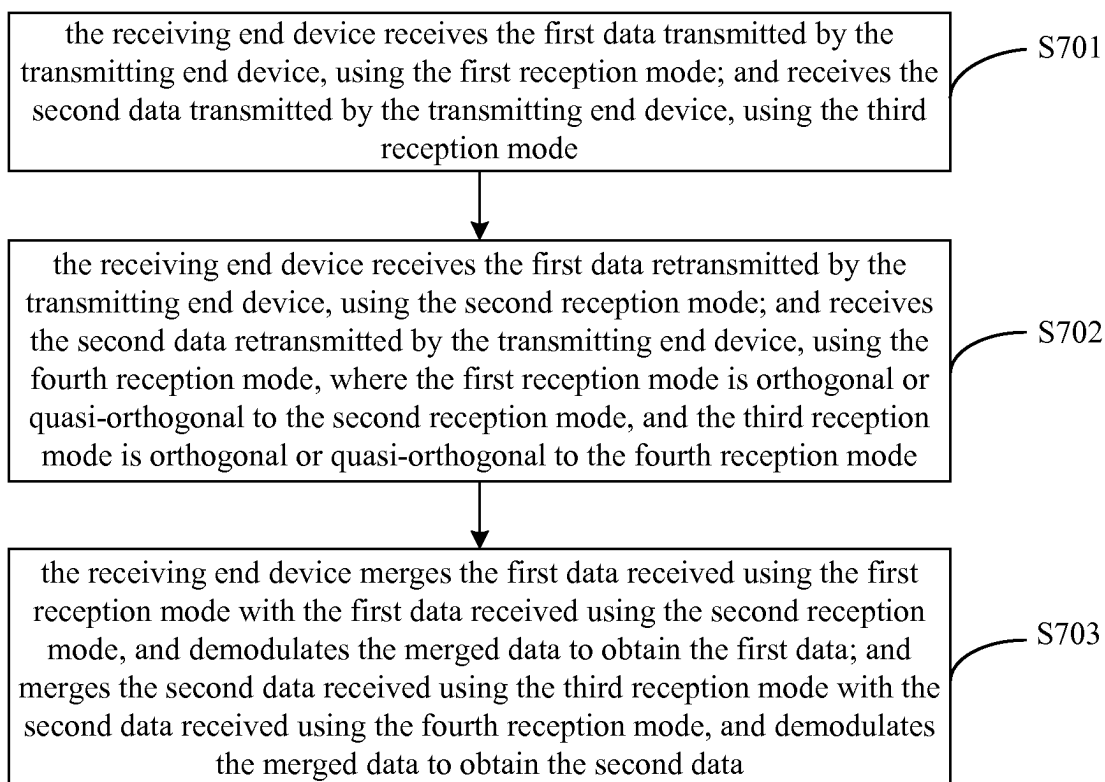 the receiving end device receives the first data transmitted by the
transmitting end device, using the first reception mode; and receives the
second data transmitted by the transmitting end device, using the third
reception mode
S701
the receiving end device receives the first data retransmitted by the
transmitting end device, using the second reception mode; and receives
the second data retransmitted by the transmitting end device, using the
fourth reception mode, where the first reception mode is orthogonal or
quasi-orthogonal to the second reception mode, and the third reception
mode is orthogonal or quasi-orthogonal to the fourth reception mode
S702
the receiving end device merges the first data received using the first
reception mode with the first data received using the second reception
mode, and demodulates the merged data to obtain the first data; and
merges the second data received using the third reception mode with the
second data received using the fourth reception mode, and demodulates
the merged data to obtain the second data
S703